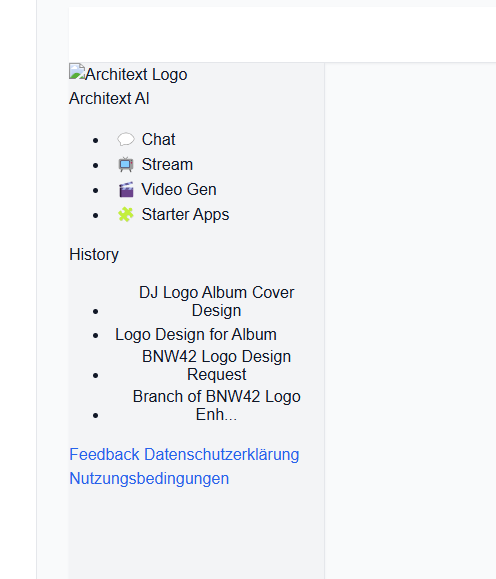 Architext Logo
Architext AI
Chat
Stream
Video Gen
Starter Apps
History
DJ Logo Album Cover
Design
Logo Design for Album
BNW42 Logo Design
Request
Branch of BNW42 Logo
Enh...
Feedback Datenschutzerklärung
Nutzungsbedingungen